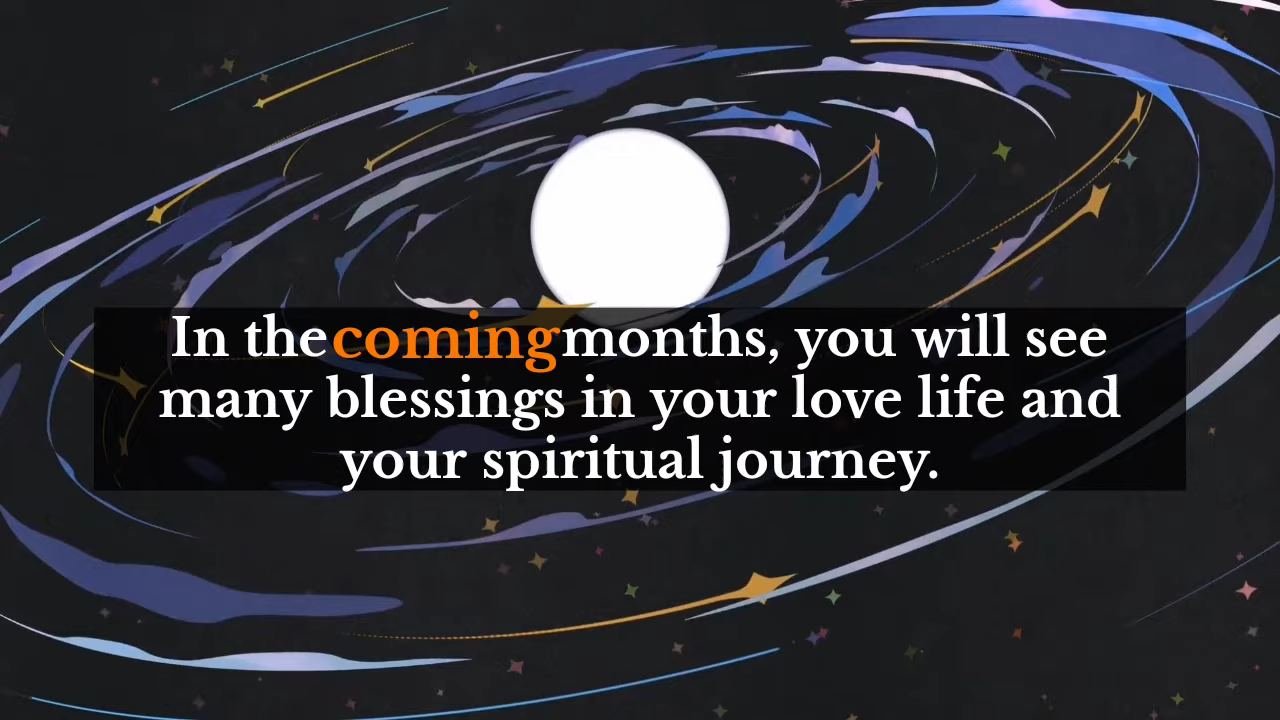 In the coming months, you will see
many blessings in your love life and
your spiritual journey.